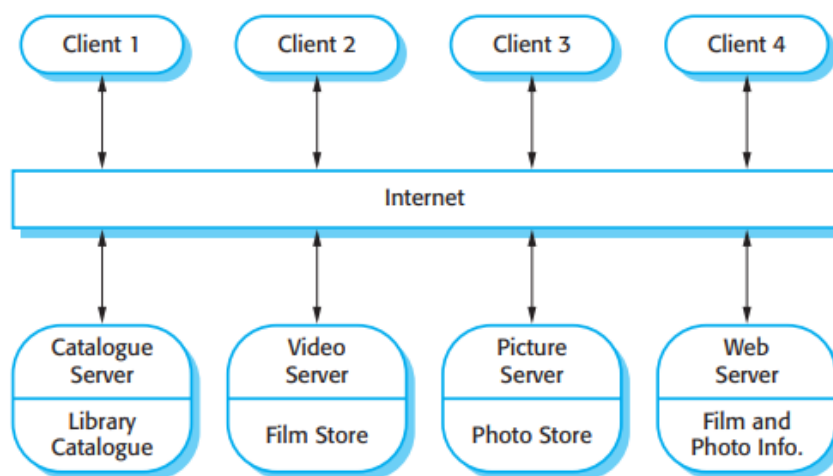 Client 1
Client 2
Client 3
Client 4
Internet
Catalogue
Server
Library
Catalogue
Video
Server
Film Store
Picture
Server
Photo Store
Web
Server
Film and
Photo Info.